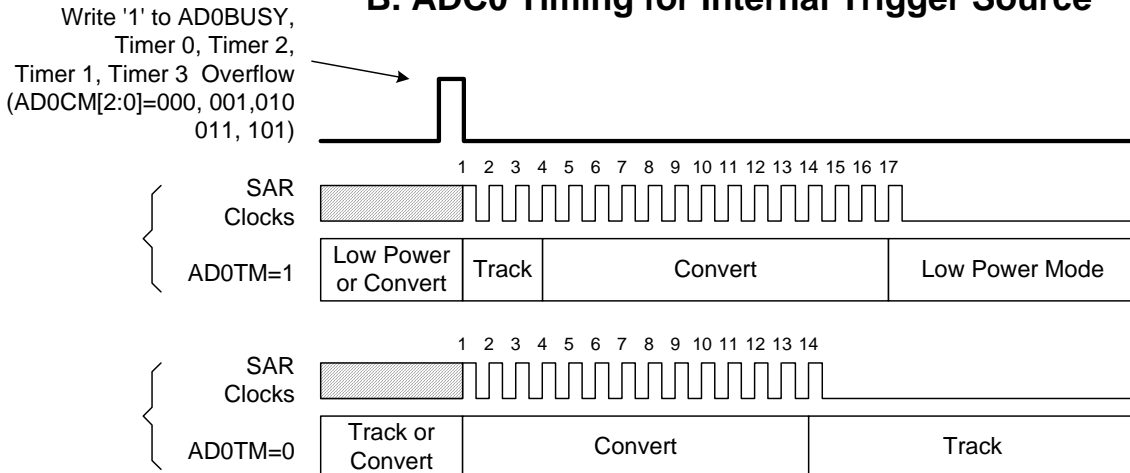 B. ADC0 Timing for Internal Trigger Source
Write '1' to AD0BUSY,
Timer 0, Timer 2,
Timer 1, Timer 3 Overflow
(AD0CM[2:0]=000, 001,010
011, 101)
1 2 3 4 5 6 7 8 9 10 11 12 13 14 15 16 17
SAR
Clocks
AD0TM=1
Low Power
or Convert
Track
Convert
Low Power Mode
1 2 3 4 5 6 7 8 9 10 11 12 13 14
SAR
Clocks
AD0TM=0
Track or
Convert
Convert
Track